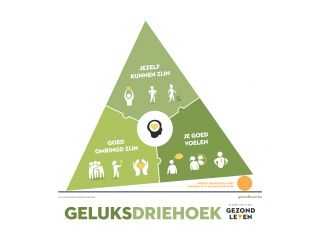 JEZELF
KUNNEN ZIJN
GOED
OMRINGD ZIJN
JE GOED
VOELEN
GELUKSDRIEHOEK
GEZOND
LEVEN